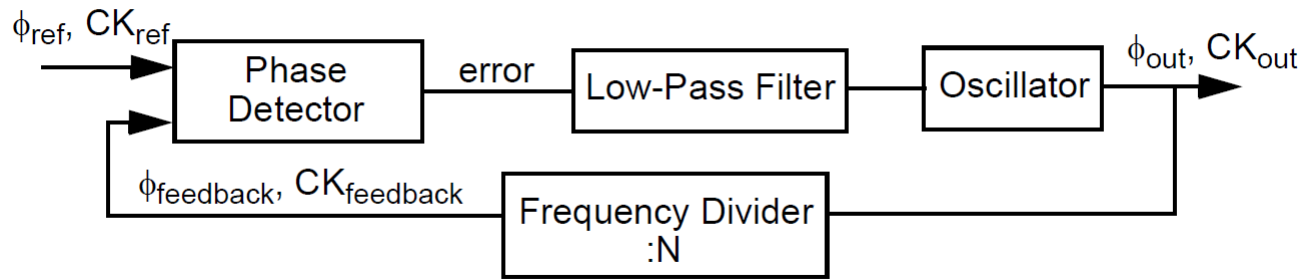 ϕref, CKref
Phase
Detector
error
Low-Pass Filter
Oscillator
ϕout, CKout
ϕfeedback, CKfeedback
Frequency Divider
:N